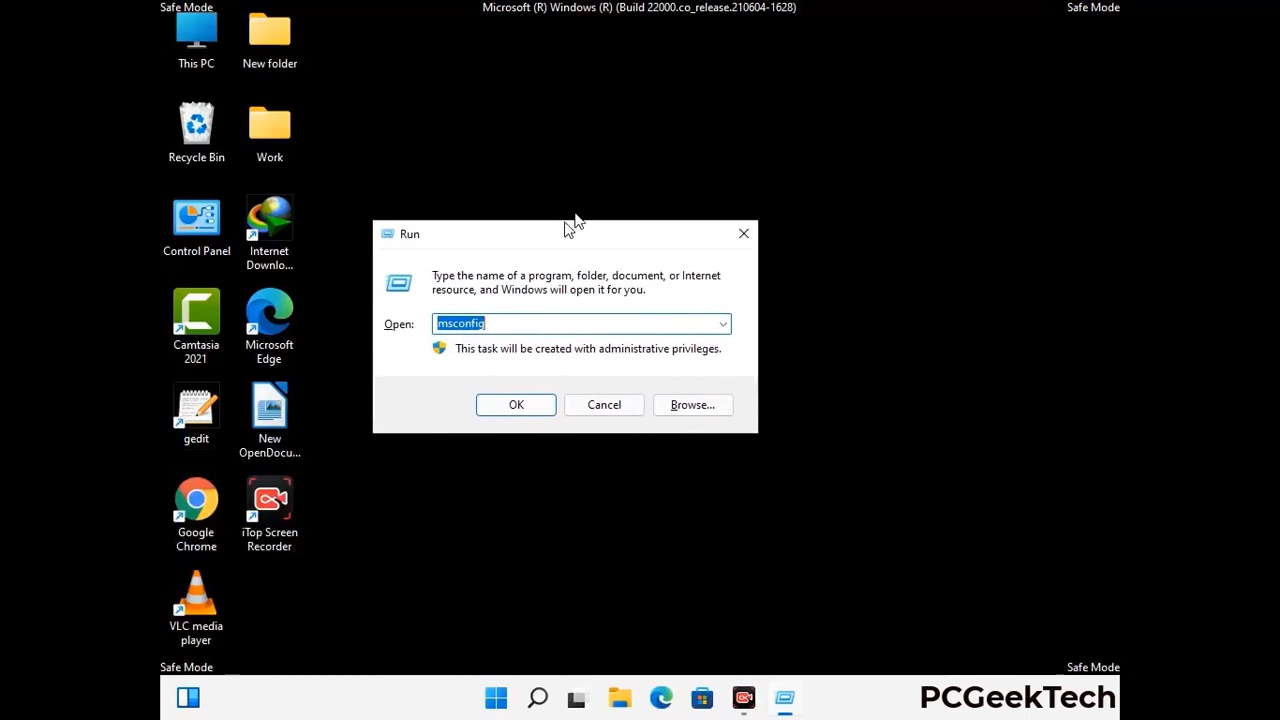 Safe Mode
Microsoft (R) Windows (R) (Build 22000.co_release.210604-1628)
Safe Mode
This PC
New folder
Recycle Bin
Work
Control Panel
Internet
Downlo...
Camtasia
2021
Microsoft
Edge
gedit
New
OpenDocu...
Google
Chrome
iTop Screen
Recorder
VLC media
player
Run
Type the name of a program, folder, document, or Internet
resource, and Windows will open it for you.
Open:
msconfig
This task will be created with administrative privileges.
OK
Cancel
Browse...
Safe Mode
Safe Mode
PCGeekTech